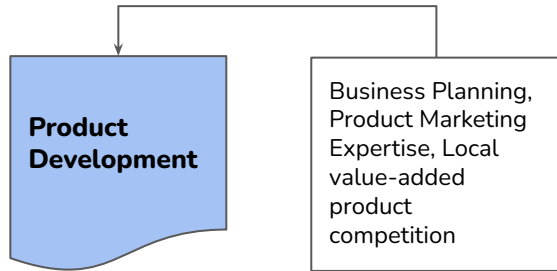 Product
Development
Business Planning,
Product Marketing
Expertise, Local
value-added
product
competition